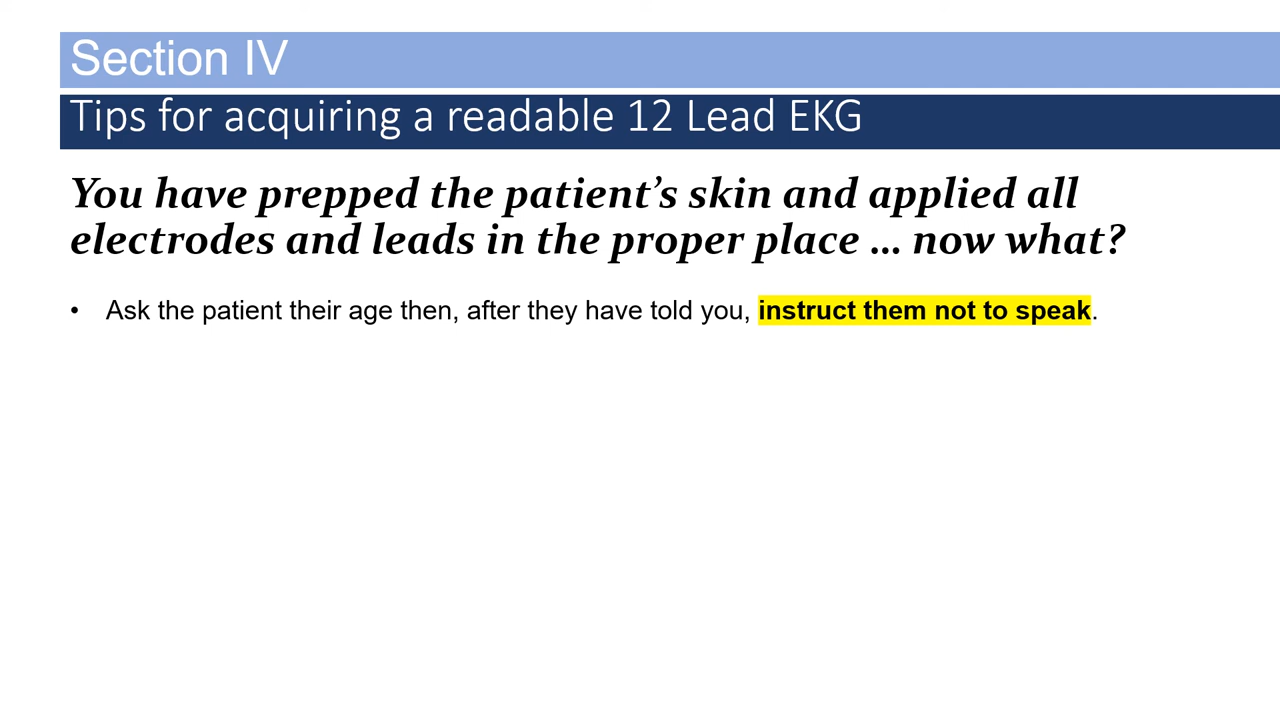 Section IV
Tips for acquiring a readable 12 Lead EKG
You have prepped the patient’s skin and applied all
electrodes and leads in the proper place ... now what?
• Ask the patient their age then, after they have told you, instruct them not to speak.